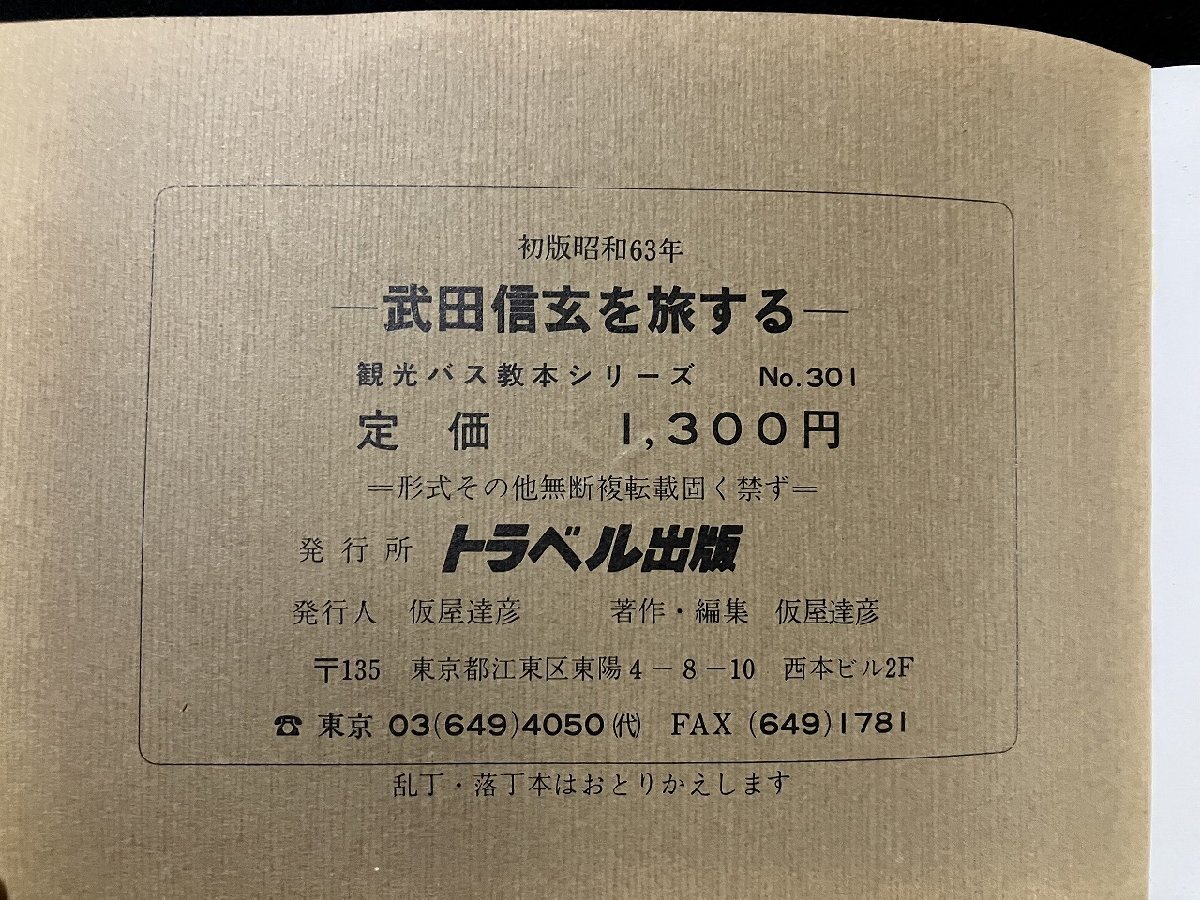 初版昭和63年
―武田信玄を旅する―
観光バス教本シリーズ No.301
定価 1,300円
=形式その他無断複転載固く禁ず=
発行所 トラベル出版
発行人 仮屋達彦 著作・編集 仮屋達彦
〒135 東京都江東区東陽4-8-10 西本ビル2F
☎ 東京 03(649)4050㈹ FAX (649)1781
乱丁・落丁本はおとりかえします